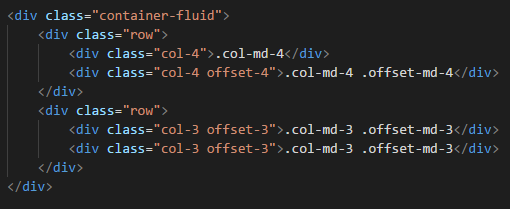 <div class="container-fluid">
    <div class="row">
        <div class="col-4">.col-md-4</div>
        <div class="col-4 offset-4">.col-md-4 .offset-md-4</div>
    </div>
    <div class="row">
        <div class="col-3 offset-3">.col-md-3 .offset-md-3</div>
        <div class="col-3 offset-3">.col-md-3 .offset-md-3</div>
    </div>
</div>